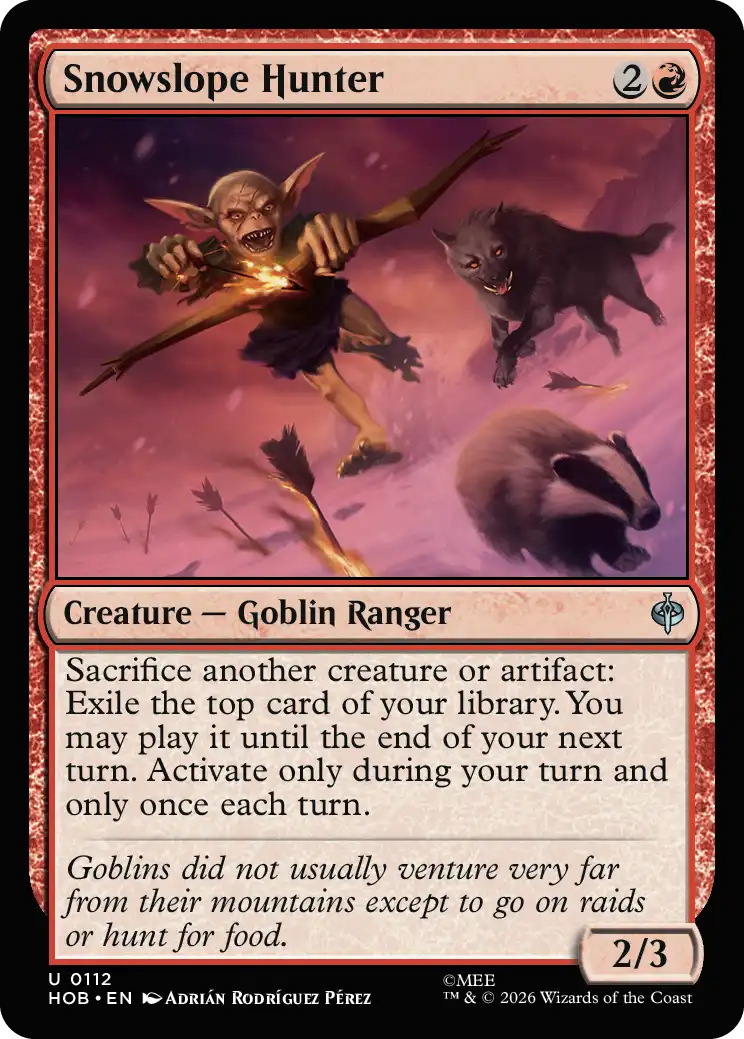 Snowslope Hunter 2
Creature — Goblin Ranger
Sacrifice another creature or artifact:
Exile the top card of your library. You
may play it until the end of your next
turn. Activate only during your turn and
only once each turn.
Goblins did not usually venture very far
from their mountains except to go on raids
or hunt for food.
2/3
U 0112
HOB • EN Adrián Rodríguez Pérez
©MEE
™ & © 2026 Wizards of the Coast